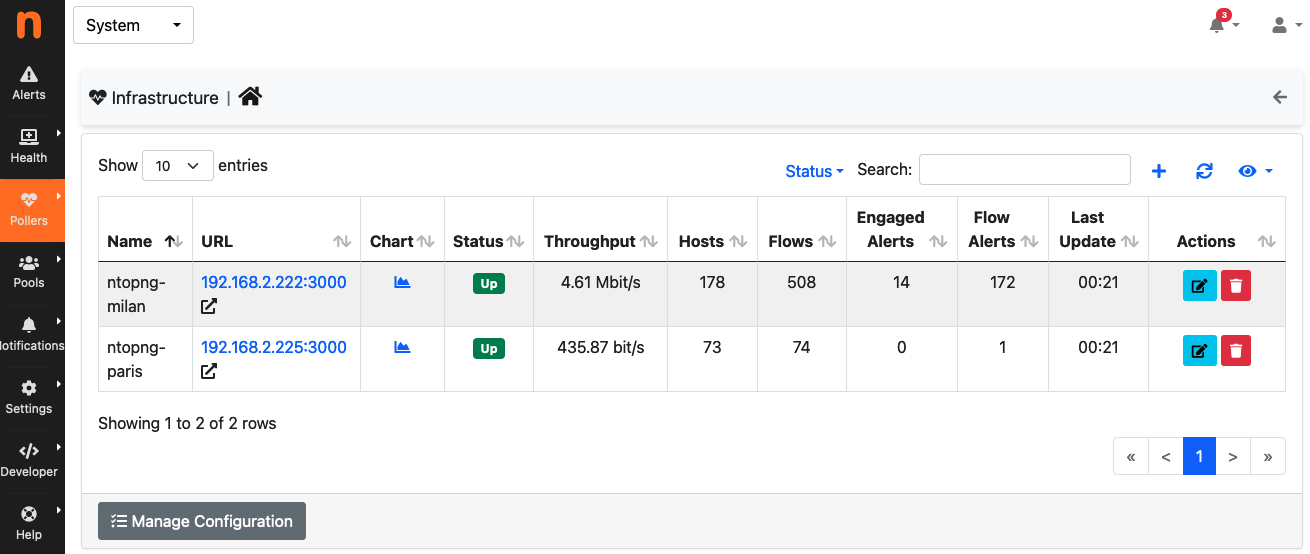 n
System
3
Alerts
Health
Pollers
Pools
otifications
Settings
Developer
Help
Infrastructure |
Show 10 entries
Status Search:
Name URL Chart Status Throughput Hosts Flows Engaged Alerts Flow Alerts Last Update Actions
ntopng-milan 192.168.2.222:3000 Up 4.61 Mbit/s 178 508 14 172 00:21
ntopng-paris 192.168.2.225:3000 Up 435.87 bit/s 73 74 0 1 00:21
Showing 1 to 2 of 2 rows
« < 1 > »
Manage Configuration